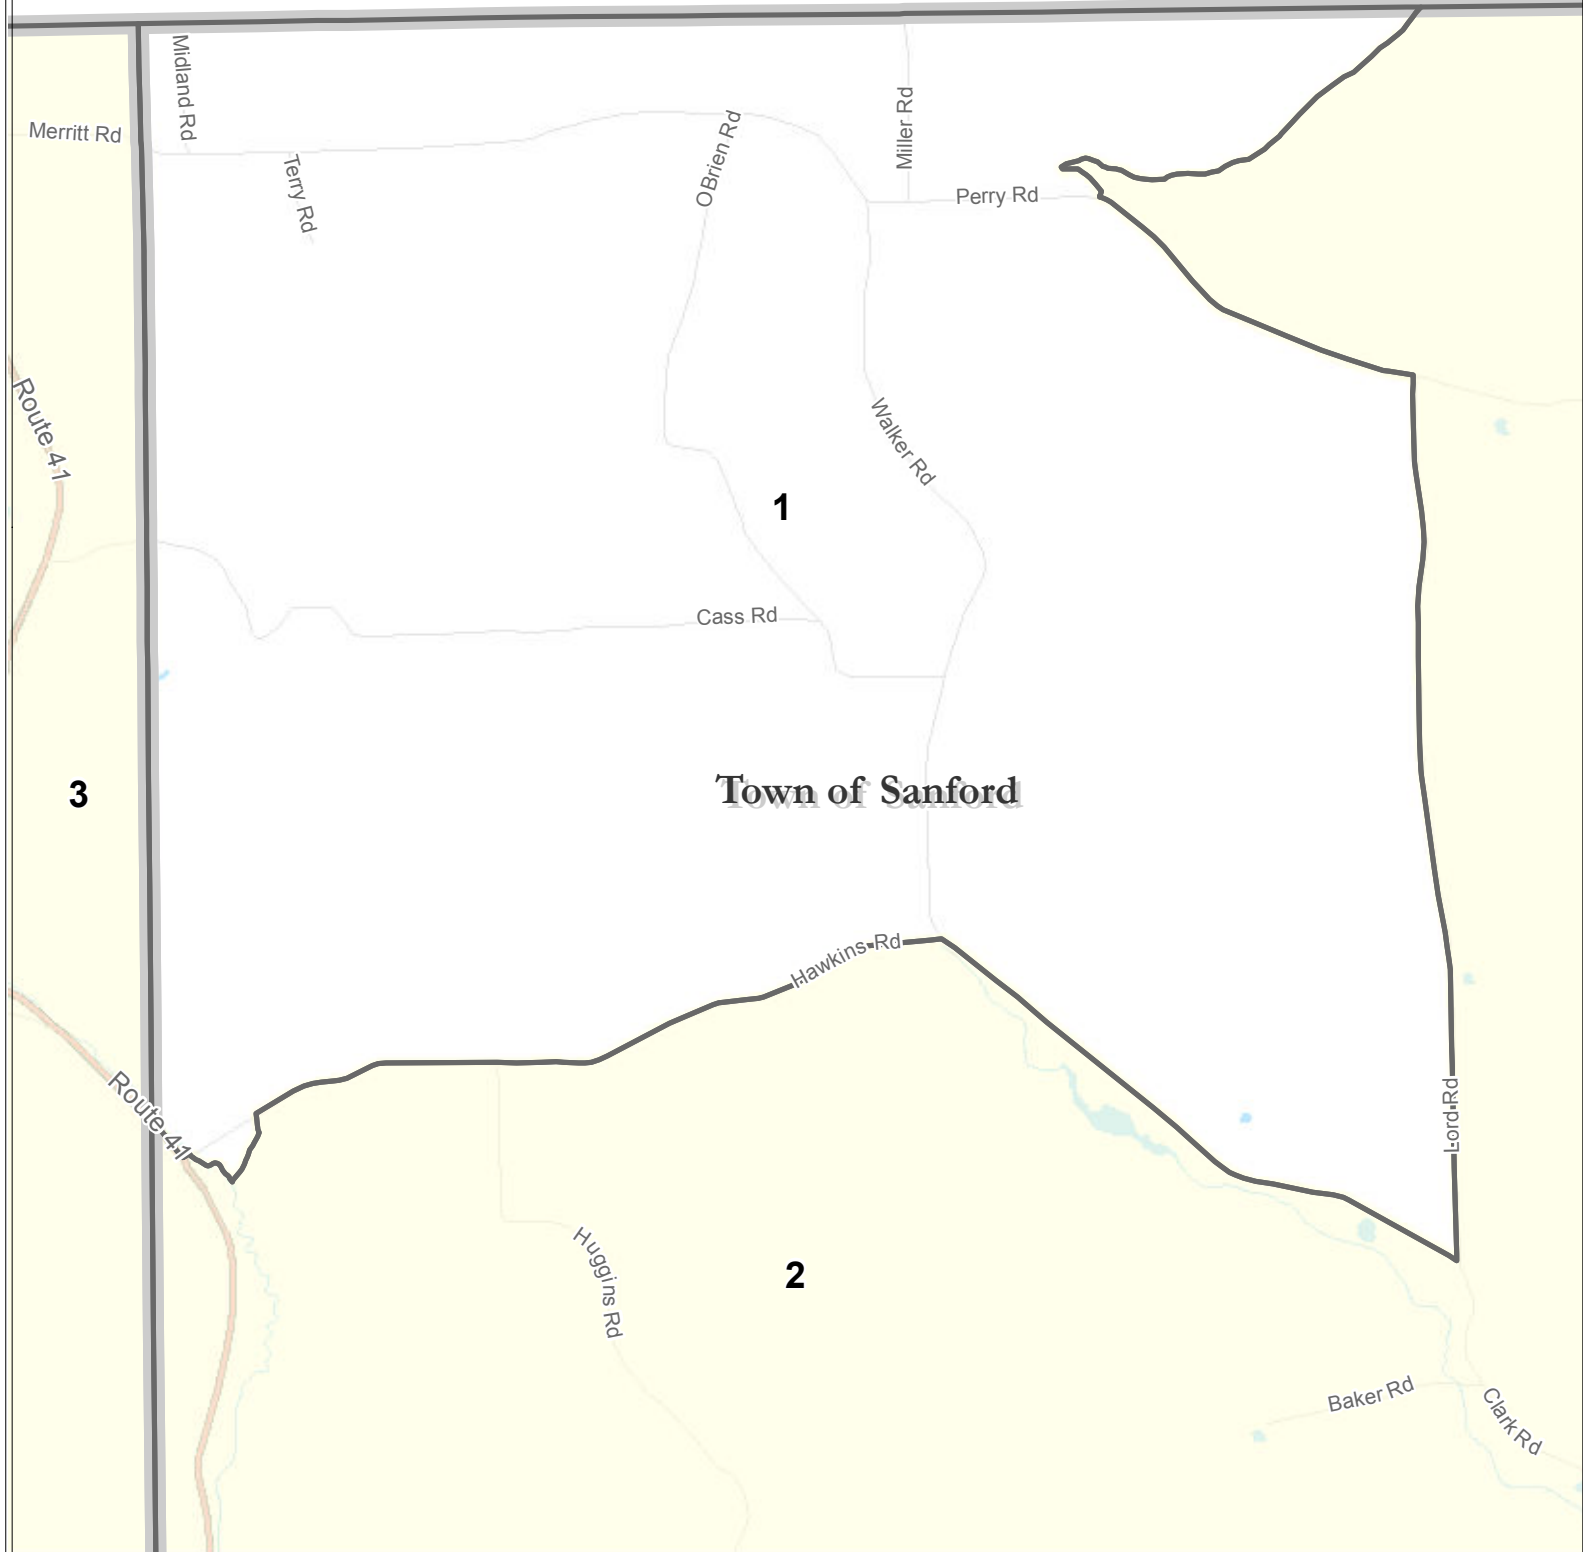 Midland Rd
Merritt Rd
Terry Rd
OBrien Rd
Miller Rd
Perry Rd
Route 41
Walker Rd
1
Cass Rd
3
Town of Sanford
Hawkins Rd
Route 41
Lord Rd
Huggins Rd
2
Baker Rd
Clark Rd